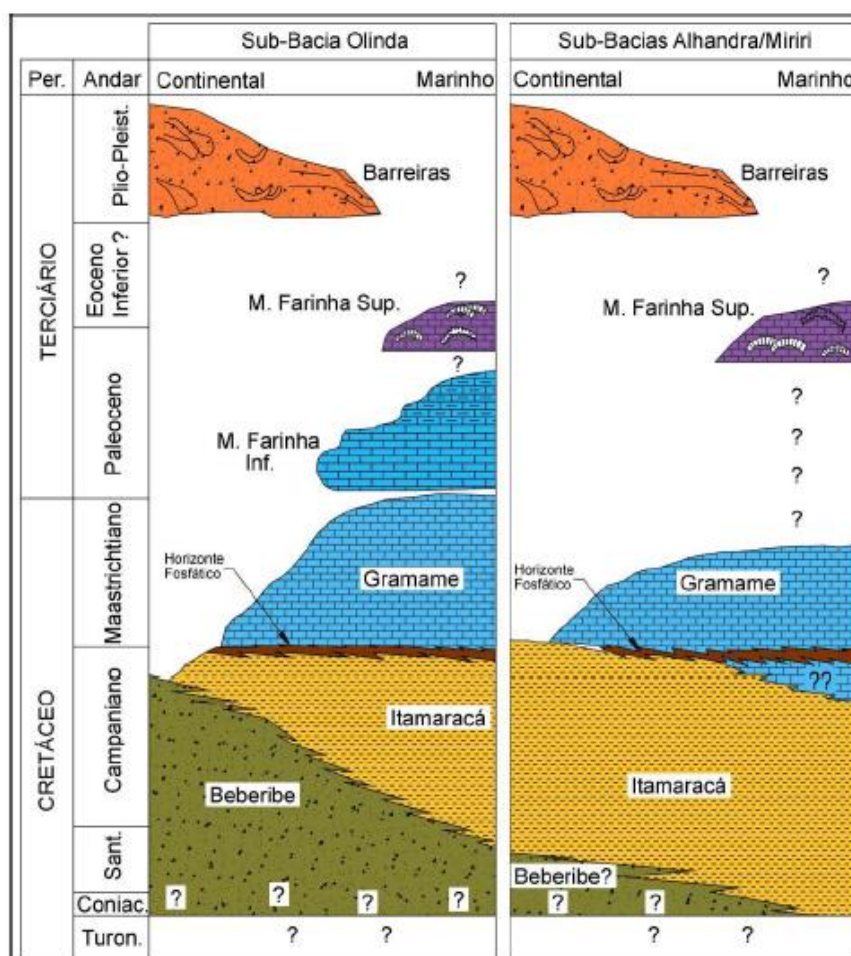 Sub-Bacia Olinda
Sub-Bacias Alhandra/Miriri
Per.
Andar
Continental
Marinho
Continental
Marinho
TERCIÁRIO
CRETÁCEO
Plio-Pleist.
Eoceno
Inferior ?
Paleoceno
Maastrichtiano
Campaniano
Sant.
Coniac.
Turon.
Barreiras
?
M. Farinha Sup.
?
M. Farinha
Inf.
Horizonte
Fosfático
Gramame
Itamaracá
Beberibe
? ? ? ?
? ?
Barreiras
?
M. Farinha Sup.
?
?
?
?
Horizonte
Fosfático
Gramame
??
Itamaracá
Beberibe?
? ?
? ?